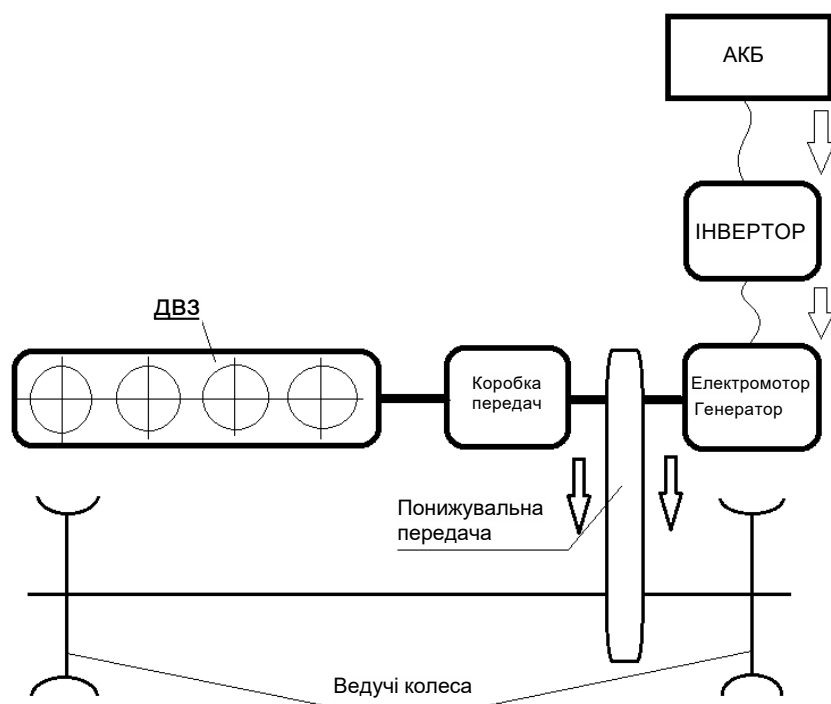 АКБ
ІНВЕРТОР
ДВЗ
Коробка
передач
Електромотор
Генератор
Понижувальна
передача
Ведучі колеса